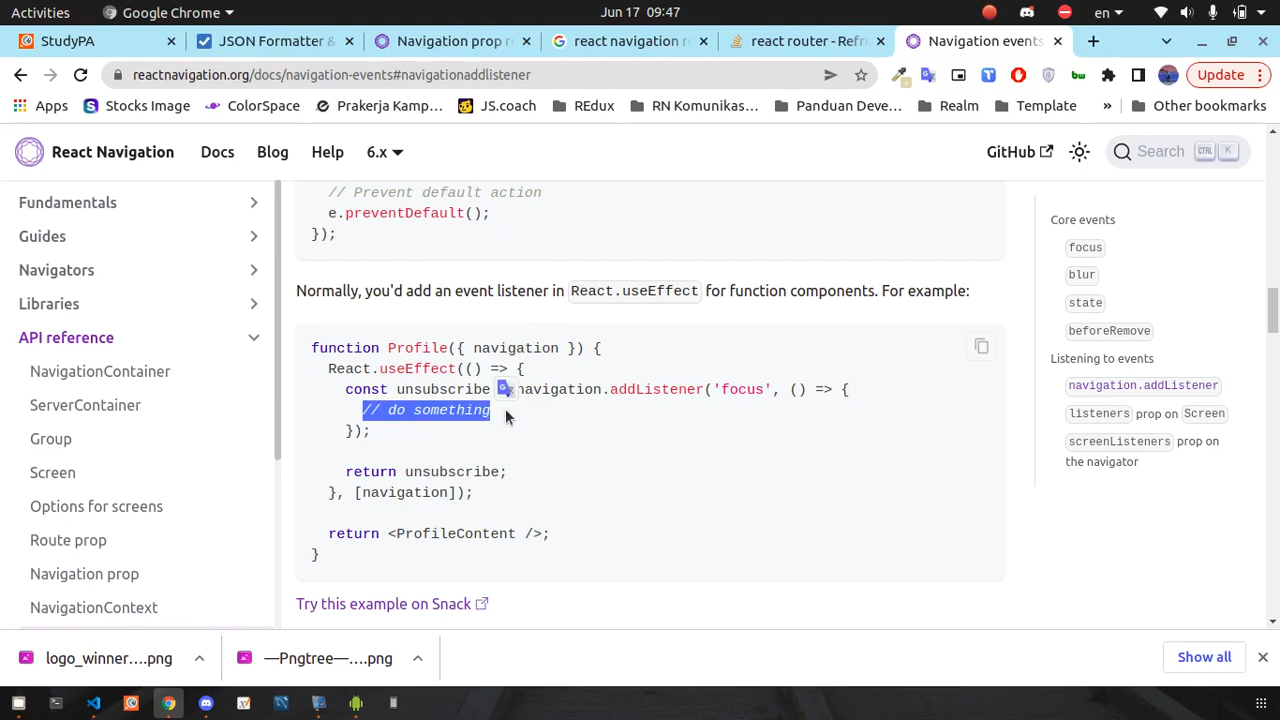 Activities
Google Chrome
Jun 17 09:47
en
StudyPA
JSON Formatter &
Navigation prop re
react navigation re
react router - Refre
Navigation events
reactnavigation.org/docs/navigation-events#navigationaddlistener
Update
Apps
Stocks Image
ColorSpace
Prakerja Kamp...
JS.coach
REdux
RN Komunikas...
Panduan Deve...
Realm
Template
»
Other bookmarks
React Navigation
Docs
Blog
Help
6.x
GitHub
Search
CTRL
K
Fundamentals
Guides
Navigators
Libraries
API reference
NavigationContainer
ServerContainer
Group
Screen
Options for screens
Route prop
Navigation prop
NavigationContext
// Prevent default action
e.preventDefault();
});
Normally, you'd add an event listener in React.useEffect for function components. For example:
function Profile({ navigation }) {
React.useEffect(() => {
const unsubscribe navigation.addListener('focus', () => {
// do something
});
return unsubscribe;
}, [navigation]);
return <ProfileContent />;
}
Try this example on Snack
Core events
focus
blur
state
beforeRemove
Listening to events
navigation.addListener
listeners prop on Screen
screenListeners prop on
the navigator
logo_winner....png
—Pngtree—....png
Show all